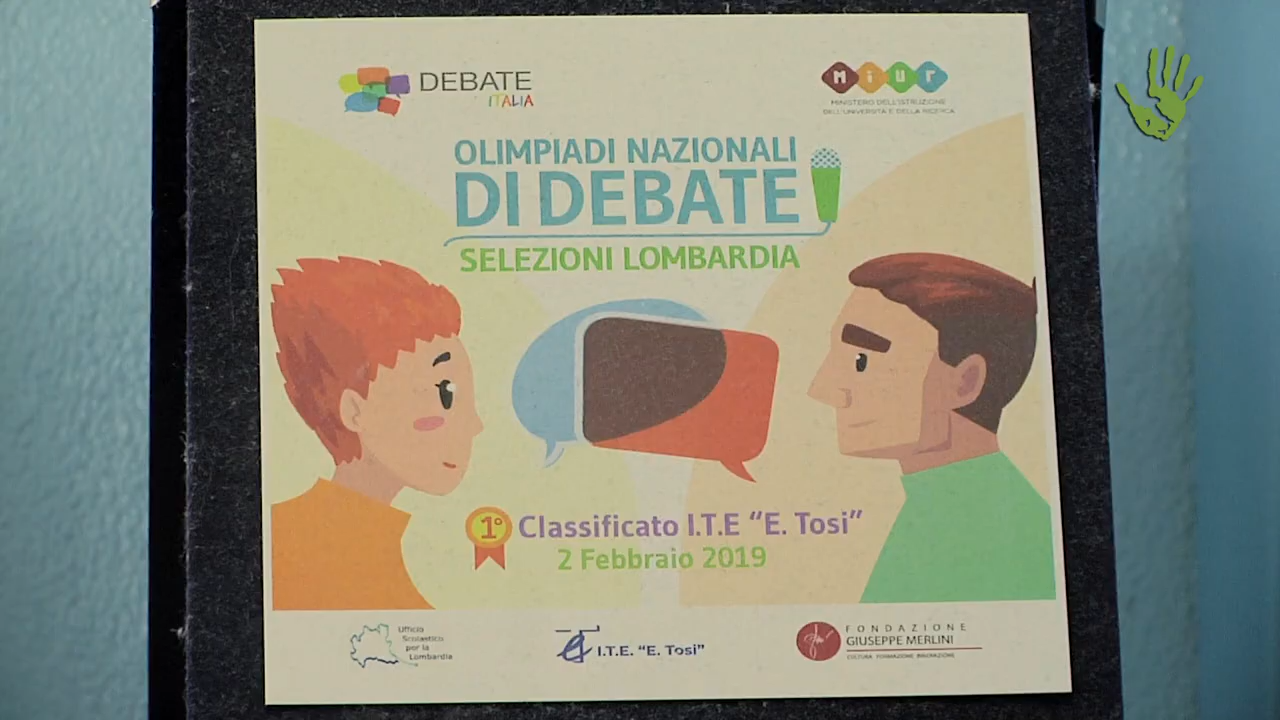 DEBATE
ITALIA
MIUR
MINISTERO DELL'ISTRUZIONE
DELL'UNIVERSITÀ E DELLA RICERCA
OLIMPIADI NAZIONALI
DI DEBATE
SELEZIONI LOMBARDIA
1° Classificato I.T.E "E. Tosi"
2 Febbraio 2019
Ufficio
Scolastico
per la
Lombardia
I.T.E. "E. Tosi"
FONDAZIONE
GIUSEPPE MERLINI
CULTURA FORMAZIONE INNOVAZIONE